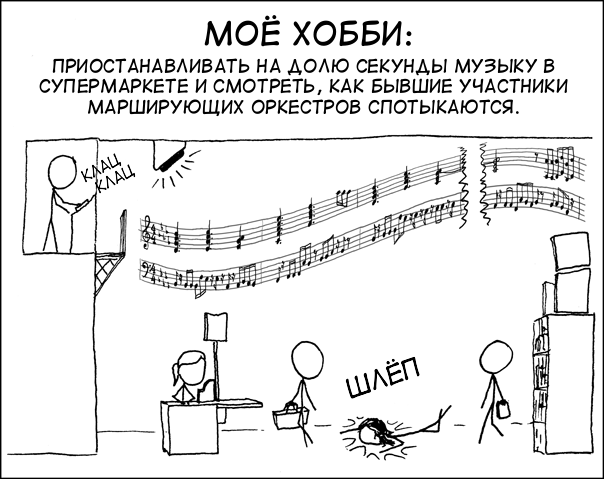 МОЁ ХОББИ:
ПРИОСТАНАВЛИВАТЬ НА ДОЛЮ СЕКУНДЫ МУЗЫКУ В
СУПЕРМАРКЕТЕ И СМОТРЕТЬ, КАК БЫВШИЕ УЧАСТНИКИ
МАРШИРУЮЩИХ ОРКЕСТРОВ СПОТЫКАЮТСЯ.
КЛАЦ
КЛАЦ
ШЛЁП